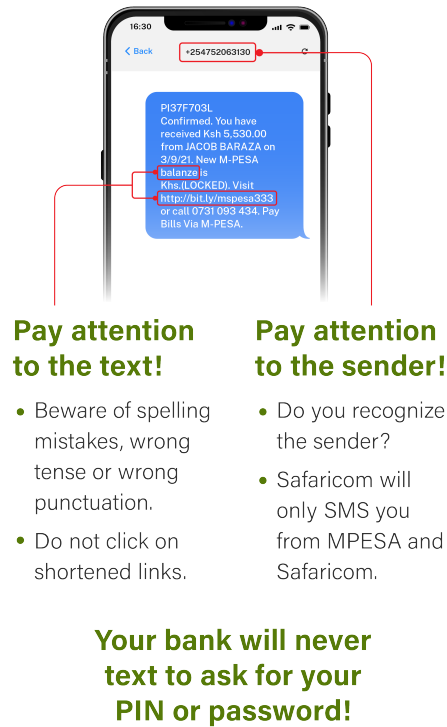 16:30
Back
+254752063130
PI37F703L
Confirmed. You have
received Ksh 5,530.00
from JACOB BARAZA on
3/9/21. New M-PESA
balanze is
Khs.(LOCKED). Visit
http://bit.ly/mspesa333
or call 0731 093 434. Pay
Bills Via M-PESA.
Pay attention
to the text!
• Beware of spelling
mistakes, wrong
tense or wrong
punctuation.
• Do not click on
shortened links.
Pay attention
to the sender!
• Do you recognize
the sender?
• Safaricom will
only SMS you
from MPESA and
Safaricom.
Your bank will never
text to ask for your
PIN or password!